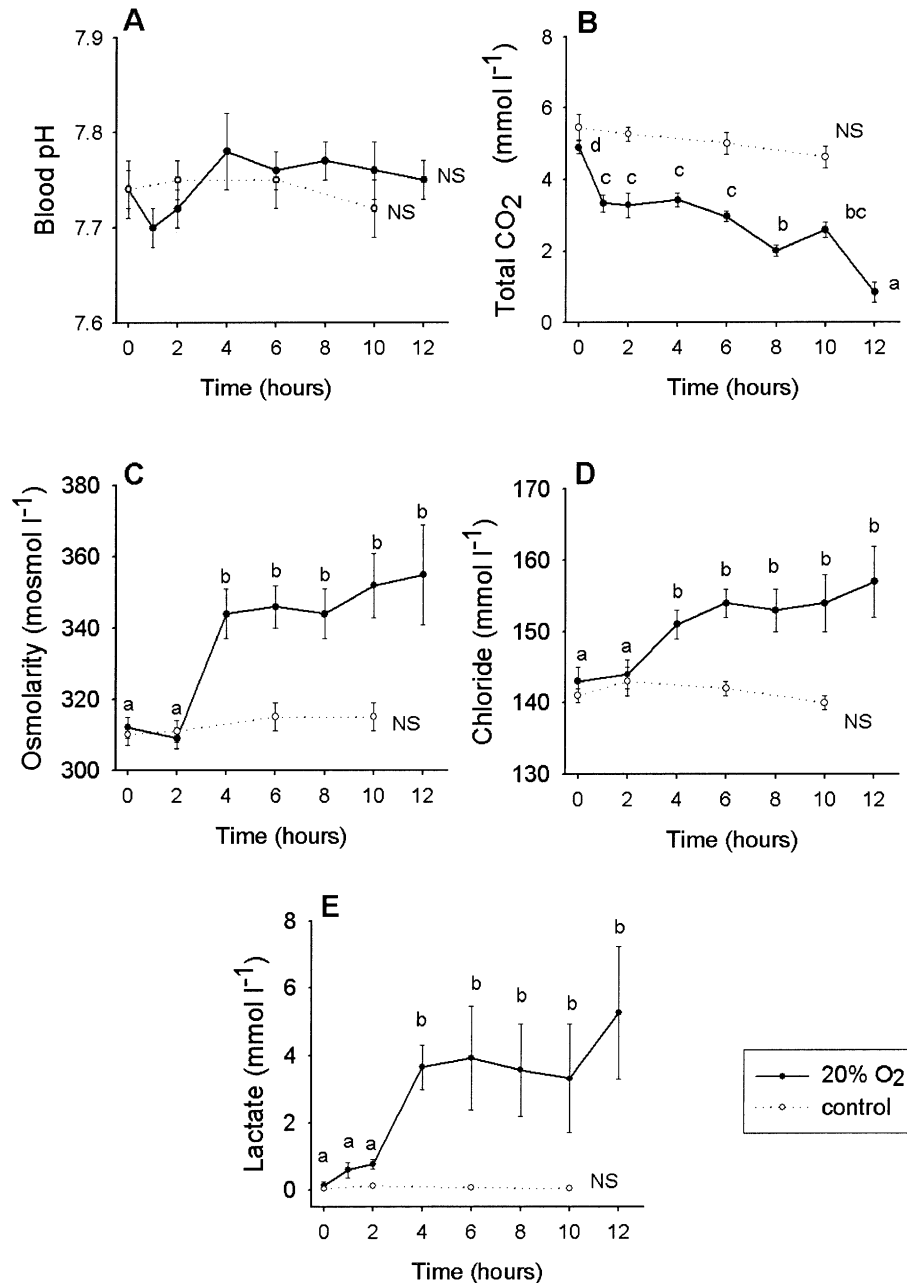 A
Blood pH
7.9
7.8
7.7
7.6
NS
NS
0 2 4 6 8 10 12
Time (hours)
B
Total CO2 (mmol l-1)
8
6
4
2
0
NS
d
c c c c b bc a
0 2 4 6 8 10 12
Time (hours)
C
Osmolarity (mosmol l-1)
380
360
340
320
300
a a b b b b b
NS
0 2 4 6 8 10 12
Time (hours)
D
Chloride (mmol l-1)
170
160
150
140
130
a a b b b b b
NS
0 2 4 6 8 10 12
Time (hours)
E
Lactate (mmol l-1)
8
6
4
2
0
a a a b b b b b
NS
0 2 4 6 8 10 12
Time (hours)
20% O2
control